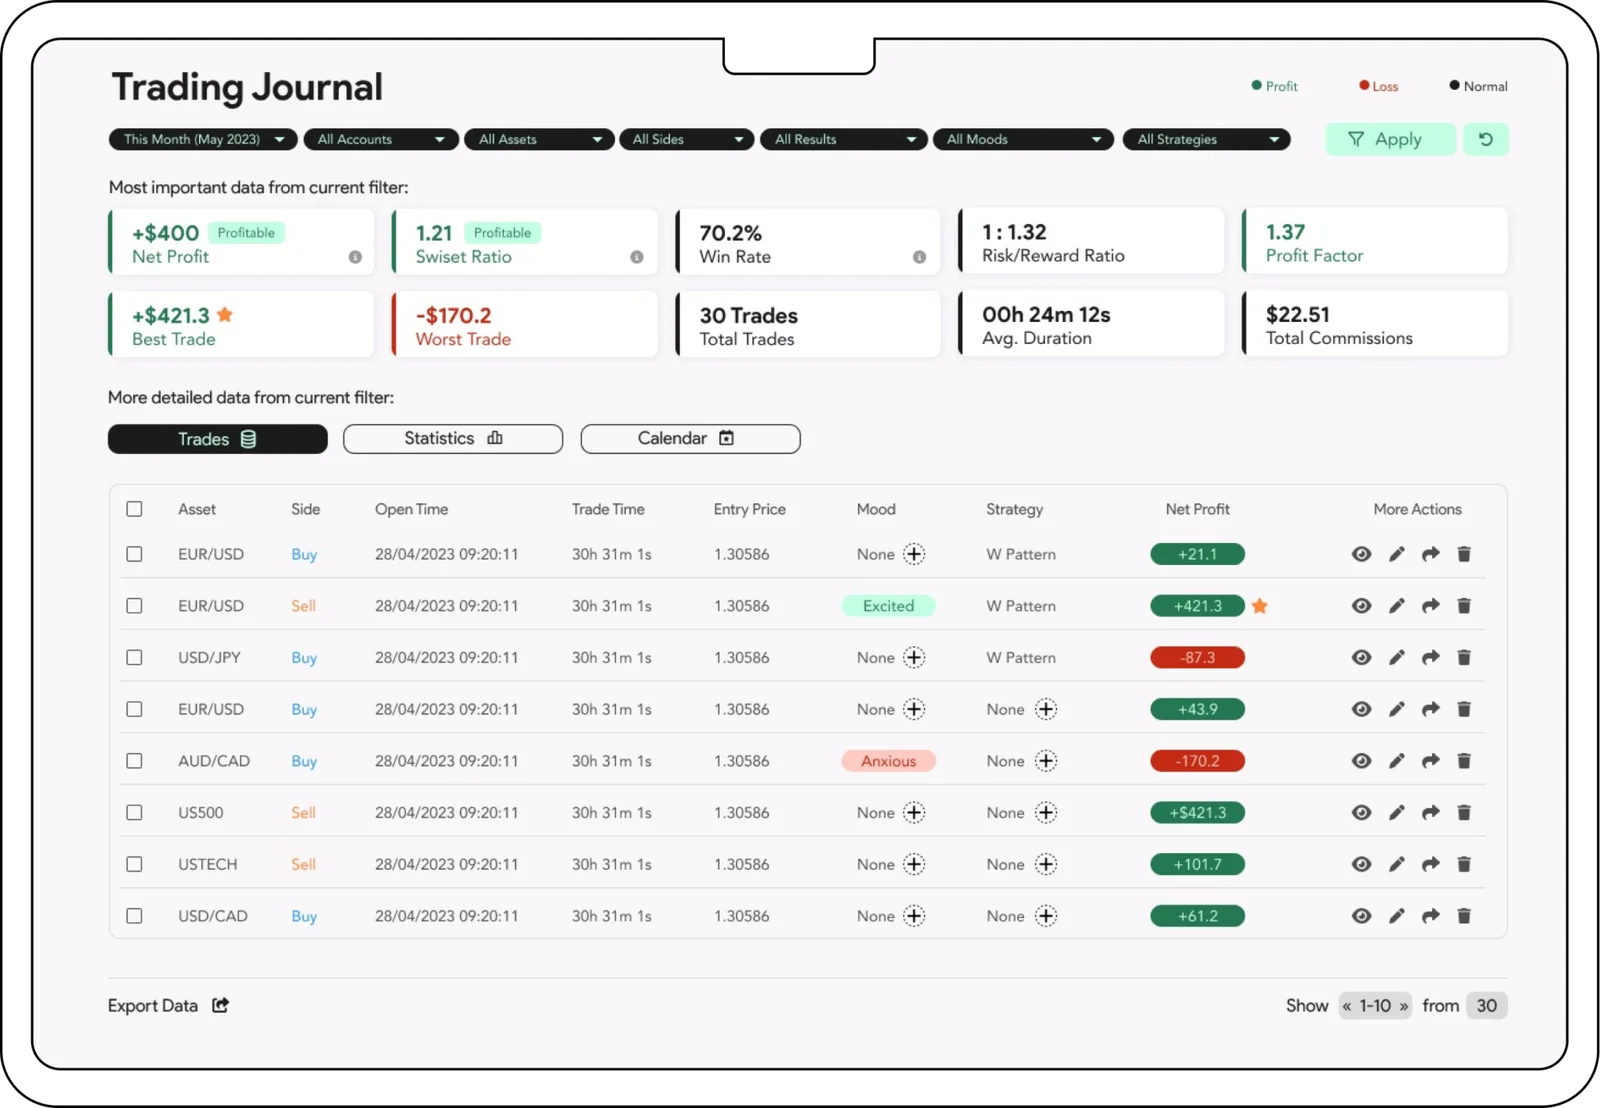 Trading Journal
Profit Loss Normal
This Month (May 2023) All Accounts All Assets All Sides All Results All Moods All Strategies Apply
Most important data from current filter:
+$400 Profitable
Net Profit
1.21 Profitable
Swiset Ratio
70.2%
Win Rate
1 : 1.32
Risk/Reward Ratio
1.37
Profit Factor
+$421.3
Best Trade
-$170.2
Worst Trade
30 Trades
Total Trades
00h 24m 12s
Avg. Duration
$22.51
Total Commissions
More detailed data from current filter:
Trades Statistics Calendar
Asset Side Open Time Trade Time Entry Price Mood Strategy Net Profit More Actions
EUR/USD Buy 28/04/2023 09:20:11 30h 31m 1s 1.30586 None W Pattern +21.1
EUR/USD Sell 28/04/2023 09:20:11 30h 31m 1s 1.30586 Excited W Pattern +421.3
USD/JPY Buy 28/04/2023 09:20:11 30h 31m 1s 1.30586 None W Pattern -87.3
EUR/USD Buy 28/04/2023 09:20:11 30h 31m 1s 1.30586 None None +43.9
AUD/CAD Buy 28/04/2023 09:20:11 30h 31m 1s 1.30586 Anxious None -170.2
US500 Sell 28/04/2023 09:20:11 30h 31m 1s 1.30586 None None +$421.3
USTECH Sell 28/04/2023 09:20:11 30h 31m 1s 1.30586 None None +101.7
USD/CAD Buy 28/04/2023 09:20:11 30h 31m 1s 1.30586 None None +61.2
Export Data Show « 1-10 » from 30